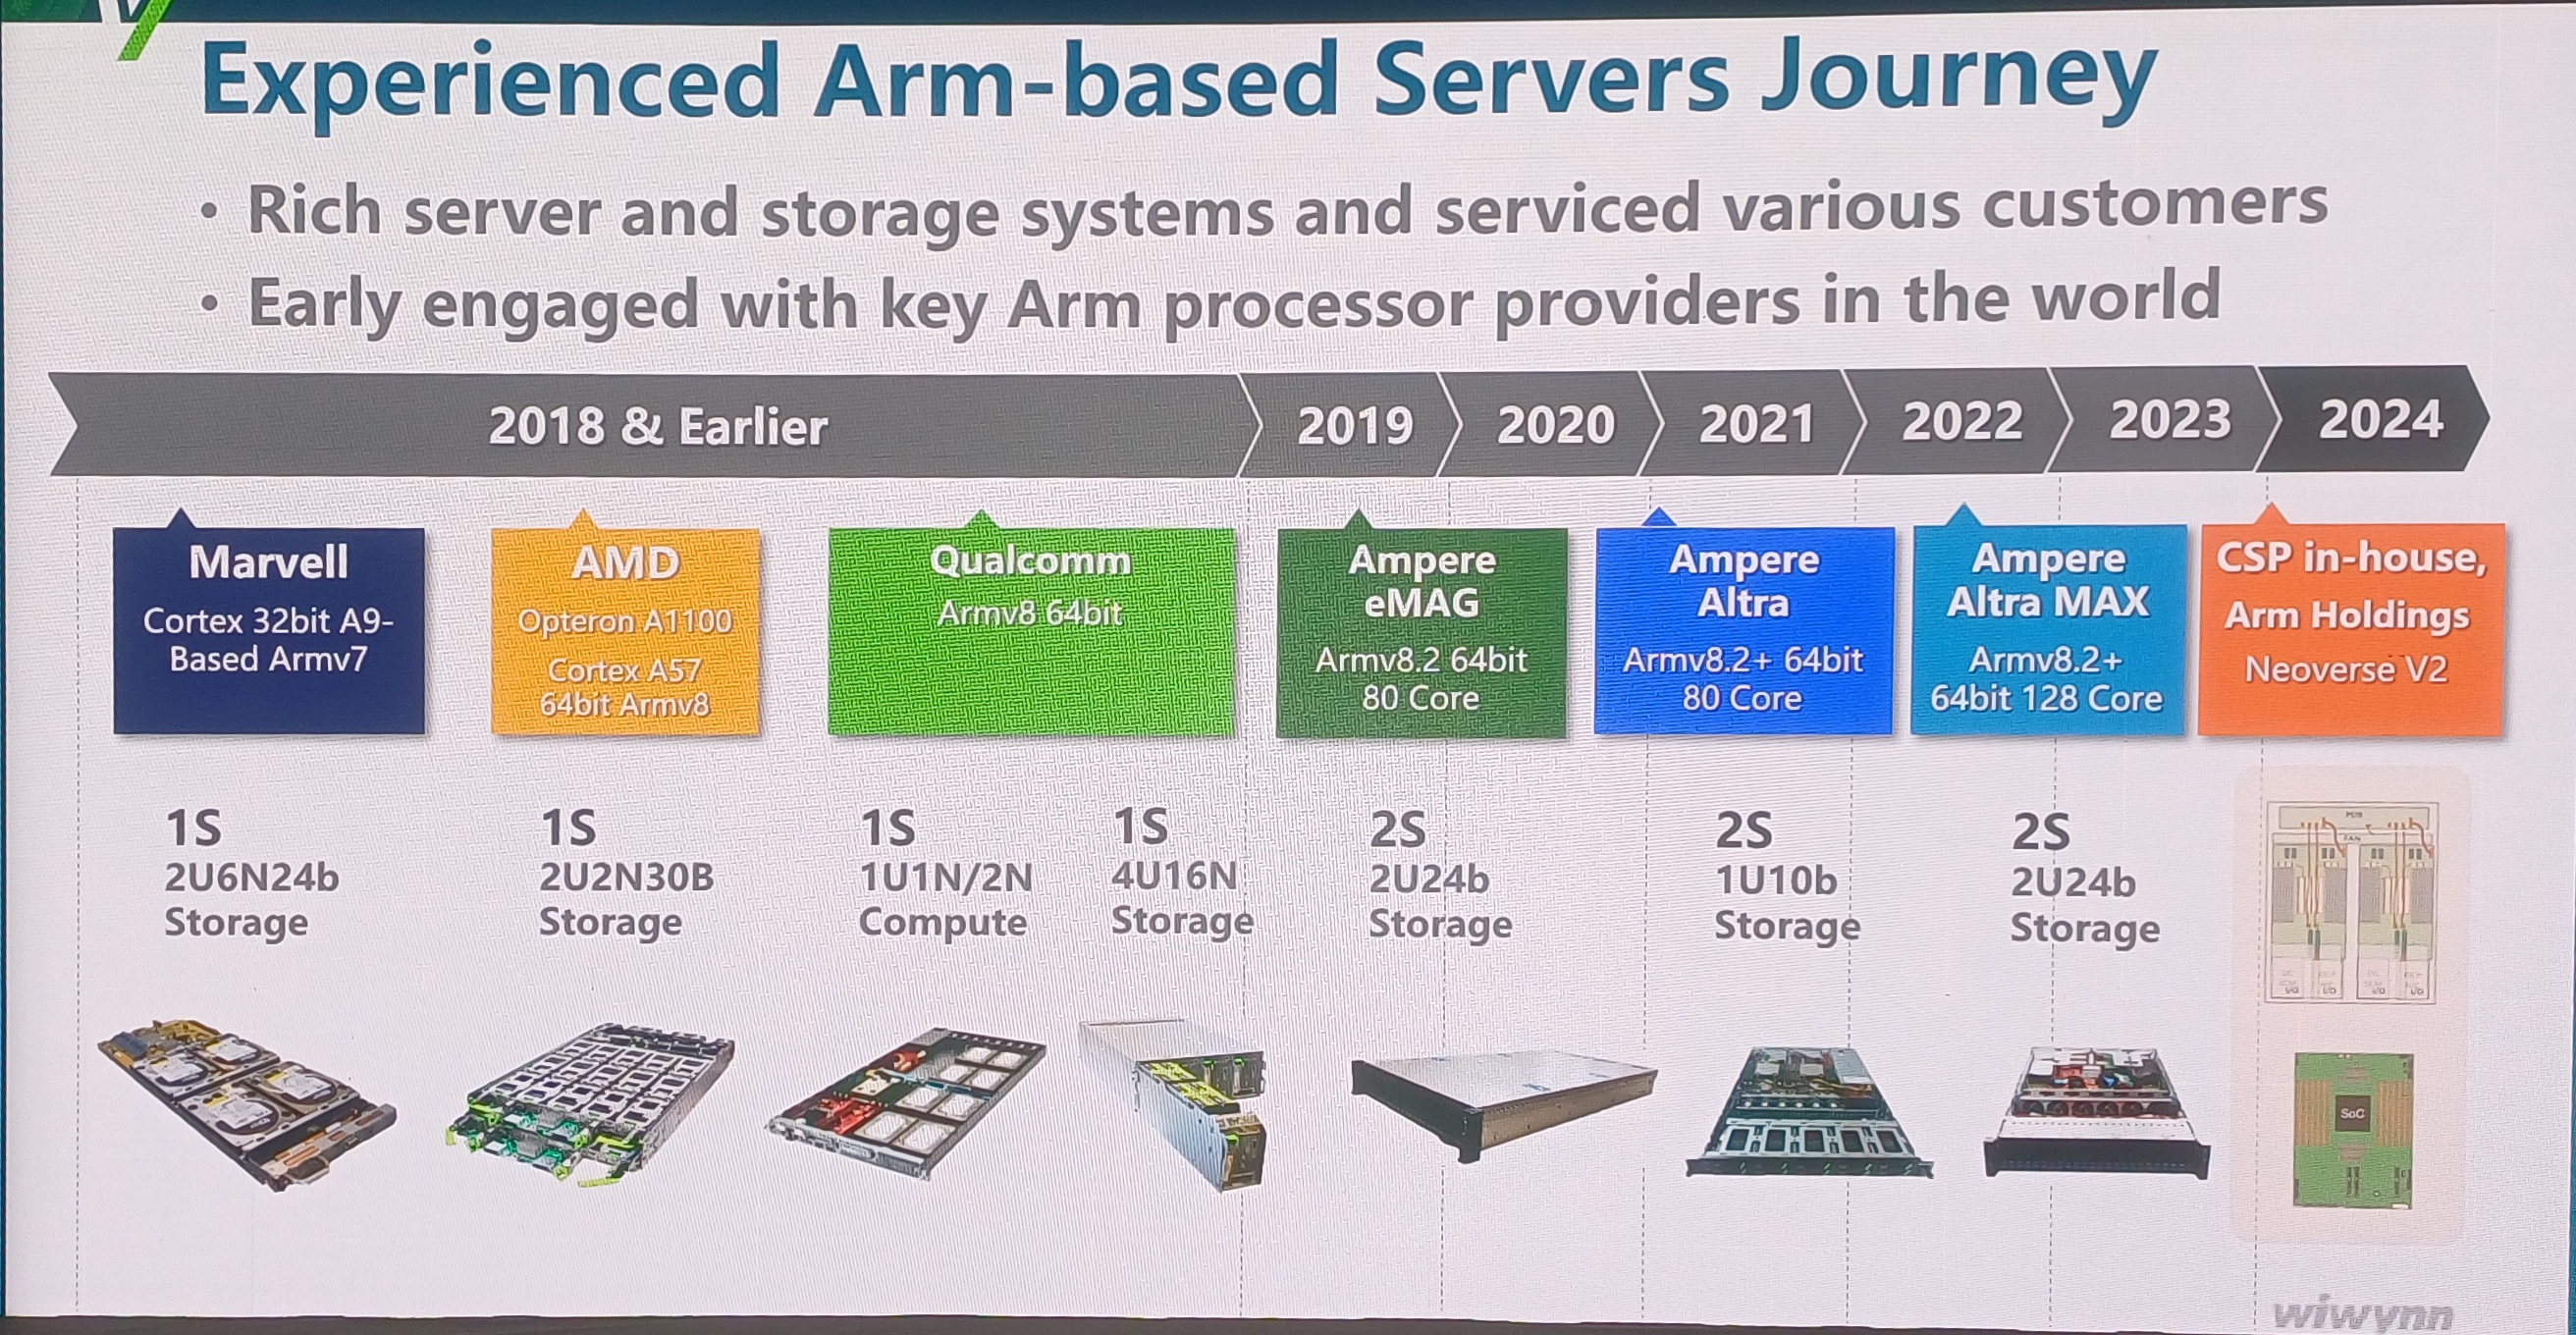 Experienced Arm-based Servers Journey
• Rich server and storage systems and serviced various customers
• Early engaged with key Arm processor providers in the world
2018 & Earlier
2019
2020
2021
2022
2023
2024
Marvell
Cortex 32bit A9-
Based Armv7
AMD
Opteron A1100
Cortex A57
64bit Armv8
Qualcomm
Armv8 64bit
Ampere
eMAG
Armv8.2 64bit
80 Core
Ampere
Altra
Armv8.2+ 64bit
80 Core
Ampere
Altra MAX
Armv8.2+
64bit 128 Core
CSP in-house,
Arm Holdings
Neoverse V2
1S
2U6N24b
Storage
1S
2U2N30B
Storage
1S
1U1N/2N
Compute
1S
4U16N
Storage
2S
2U24b
Storage
2S
1U10b
Storage
2S
2U24b
Storage
FAN
I/O
I/O
I/O
I/O
SoC
wiwynn